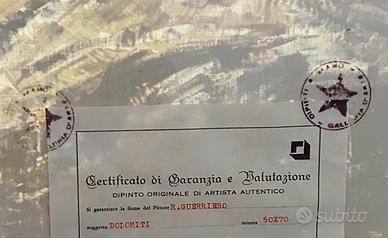 Certificato di Garanzia e Valutazione
DIPINTO ORIGINALE DI ARTISTA AUTENTICO
Si garantisce la firma del Pittore R.GUERRIERO
soggetto DOLOMITI misura 50X70
subito